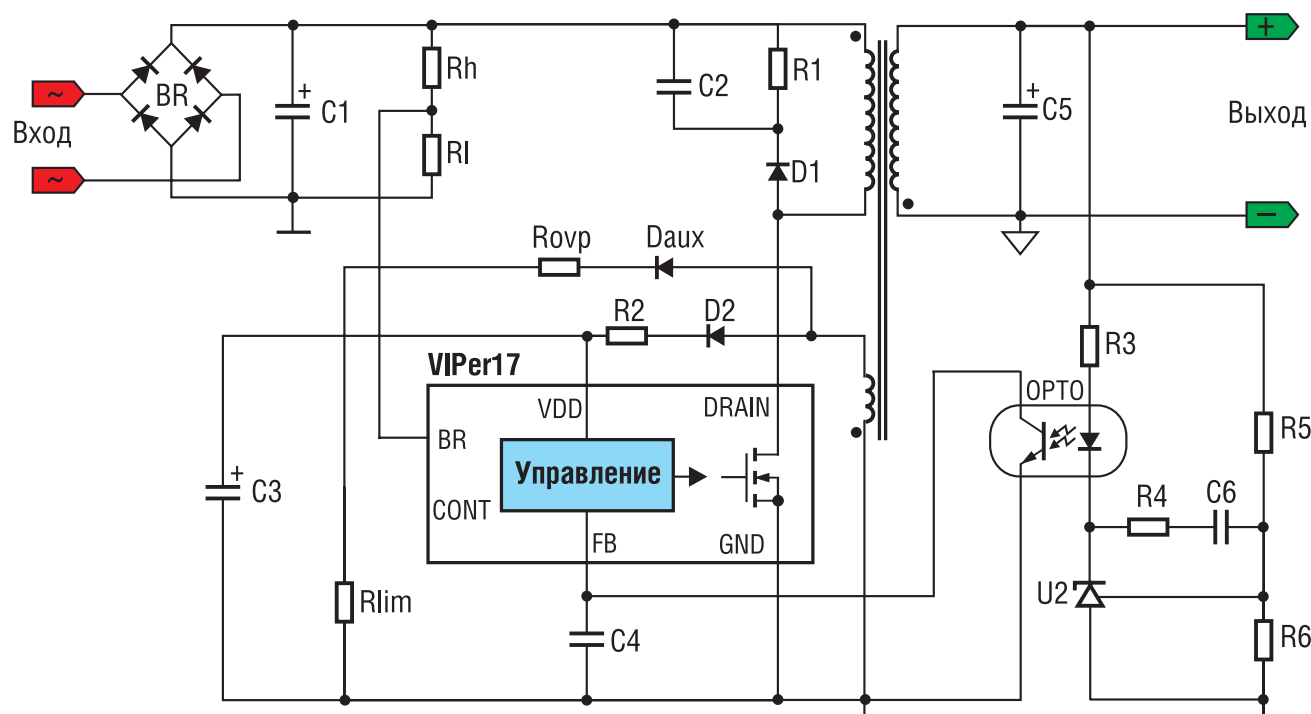 BR
C1
Rh
Rl
C2
R1
D1
C5
+
+
+
−
~
~
Вход
Выход
Rovp
Daux
R2
D2
R3
OPTO
VIPer17
VDD
DRAIN
BR
Управление
CONT
FB
GND
+
C3
R4
C6
R5
Rlim
C4
U2
R6